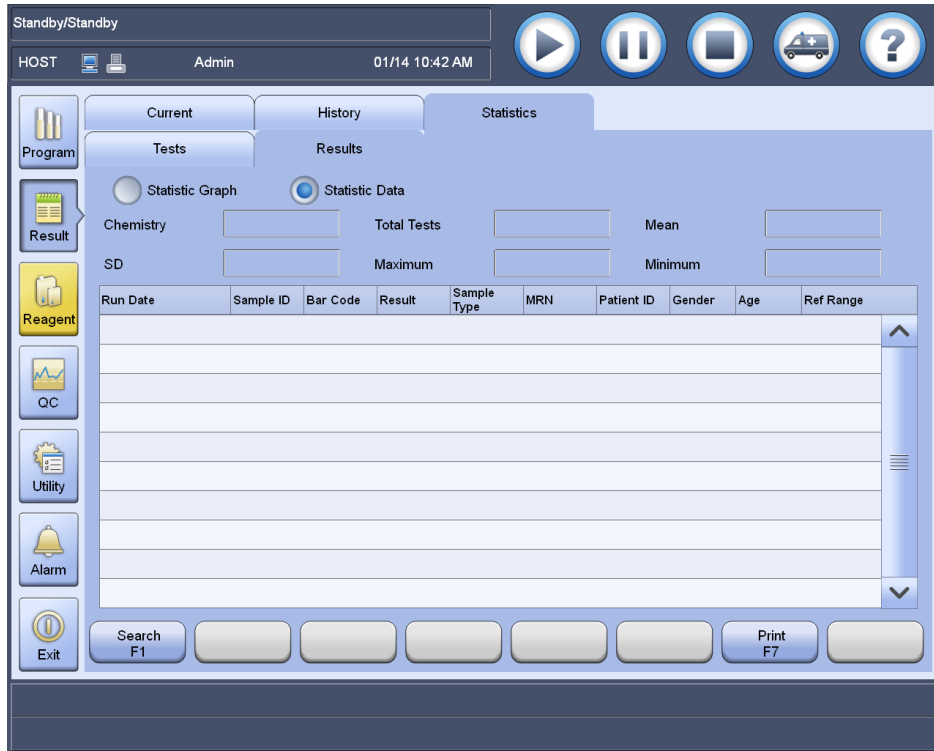 Standby/Standby
HOST Admin 01/14 10:42 AM
?
Program
Result
Reagent
QC
Utility
Alarm
Exit
Current History Statistics
Tests Results
Statistic Graph Statistic Data
Chemistry Total Tests Mean
SD Maximum Minimum
Run Date Sample ID Bar Code Result Sample Type MRN Patient ID Gender Age Ref Range
Search F1
Print F7